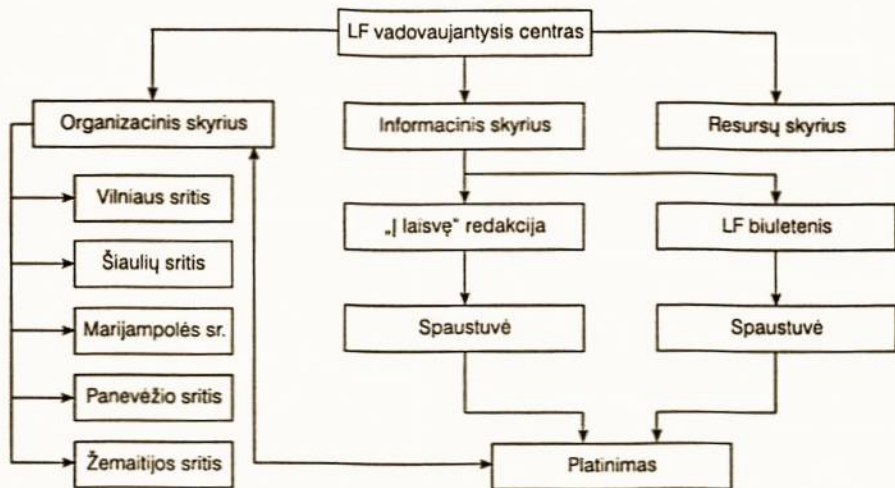 LF vadovaujantysis centras
Organizacinis skyrius
Informacinis skyrius
Resursų skyrius
Vilniaus sritis
Šiaulių sritis
Marijampolės sr.
Panevėžio sritis
Žemaitijos sritis
„Į laisvę“ redakcija
LF biuletenis
Spaustuvė
Spaustuvė
Platinimas